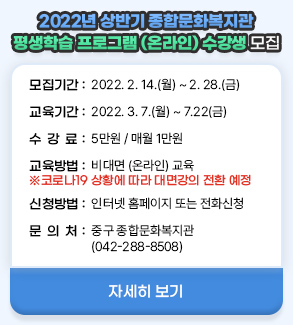 2022년 상반기 종합문화복지관
평생학습 프로그램 (온라인) 수강생 모집
모집기간 : 2022. 2. 14.(월) ~ 2. 28.(금)
교육기간 : 2022. 3. 7.(월) ~ 7.22(금)
수 강 료 : 5만원 / 매월 1만원
교육방법 : 비대면 (온라인) 교육
※코로나19 상황에 따라 대면강의 전환 예정
신청방법 : 인터넷 홈페이지 또는 전화신청
문 의 처 : 중구 종합문화복지관
(042-288-8508)
자세히 보기